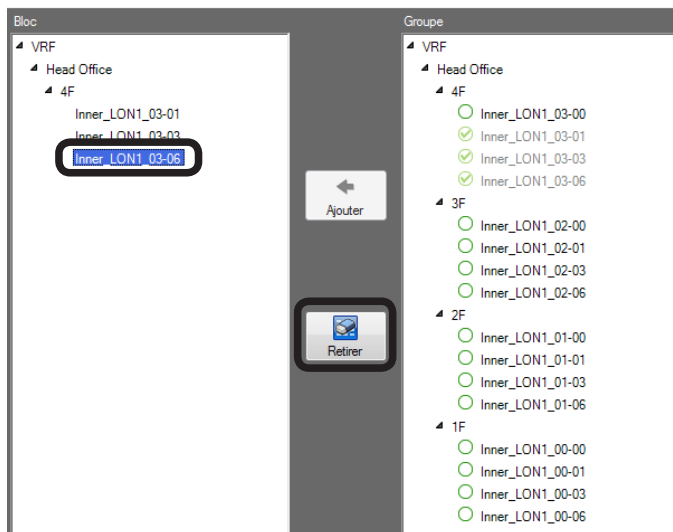 Bloc
VRF
Head Office
4F
Inner_LON1_03-01
Inner_LON1_03-03
Inner_LON1_03-06
Ajouter
Retirer
Groupe
VRF
Head Office
4F
Inner_LON1_03-00
Inner_LON1_03-01
Inner_LON1_03-03
Inner_LON1_03-06
3F
Inner_LON1_02-00
Inner_LON1_02-01
Inner_LON1_02-03
Inner_LON1_02-06
2F
Inner_LON1_01-00
Inner_LON1_01-01
Inner_LON1_01-03
Inner_LON1_01-06
1F
Inner_LON1_00-00
Inner_LON1_00-01
Inner_LON1_00-03
Inner_LON1_00-06